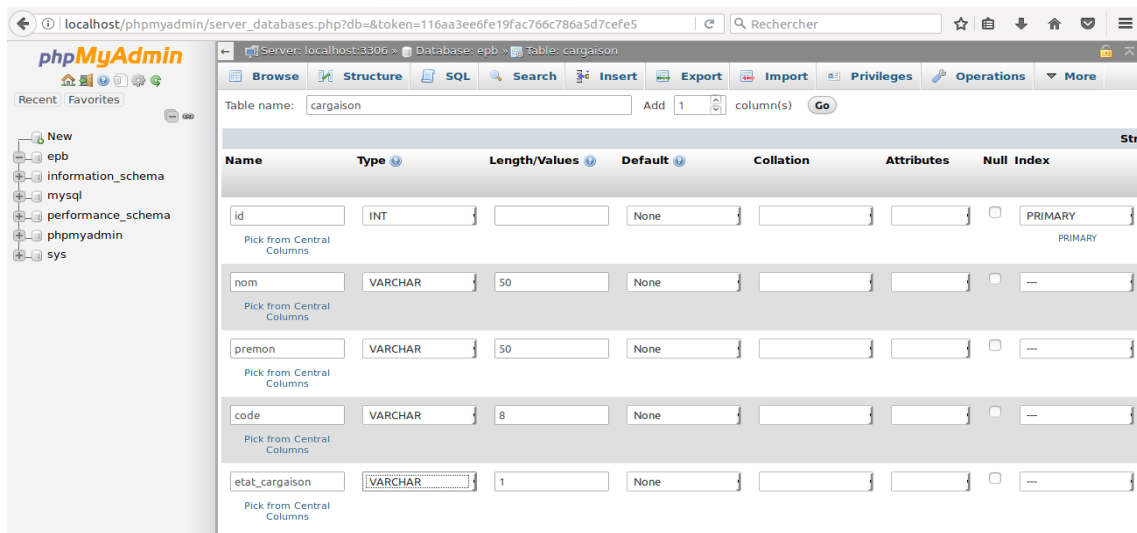 localhost/phpmyadmin/server_databases.php?db=&token=116aa3ee6fe19fac766c786a5d7cefe5
Rechercher
phpMyAdmin
Recent Favorites
New
epb
information_schema
mysql
performance_schema
phpmyadmin
sys
Server: localhost:3306 » Database: epb » Table: cargaison
Browse Structure SQL Search Insert Export Import Privileges Operations More
Table name: cargaison Add 1 column(s) Go
Str
Name Type Length/Values Default Collation Attributes Null Index
id INT None PRIMARY
Pick from Central Columns PRIMARY
nom VARCHAR 50 None ---
Pick from Central
Columns
premon VARCHAR 50 None ---
Pick from Central
Columns
code VARCHAR 8 None ---
Pick from Central
Columns
etat_cargaison VARCHAR 1 None ---
Pick from Central
Columns